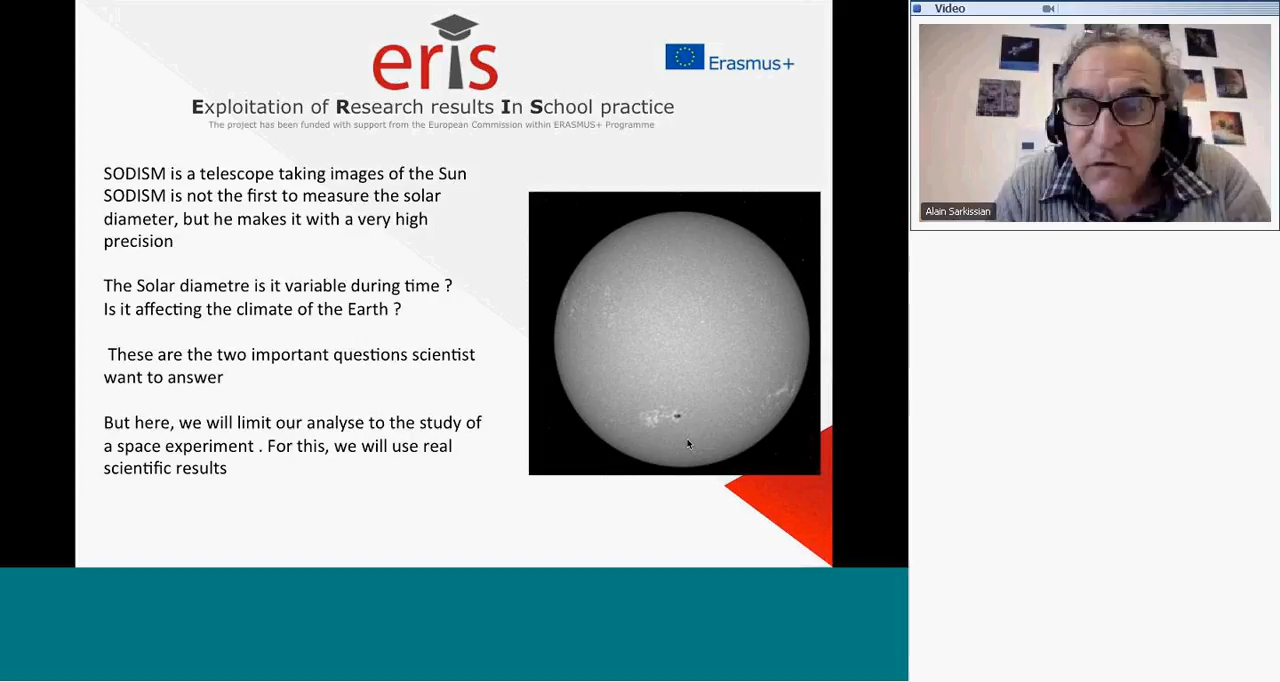 eris
Erasmus+
Exploitation of Research results In School practice
The project has been funded with support from the European Commission within ERASMUS+ Programme
SODISM is a telescope taking images of the Sun
SODISM is not the first to measure the solar
diameter, but he makes it with a very high
precision
The Solar diametre is it variable during time ?
Is it affecting the climate of the Earth ?
These are the two important questions scientist
want to answer
But here, we will limit our analyse to the study of
a space experiment . For this, we will use real
scientific results
Video
Alain Sarkissian